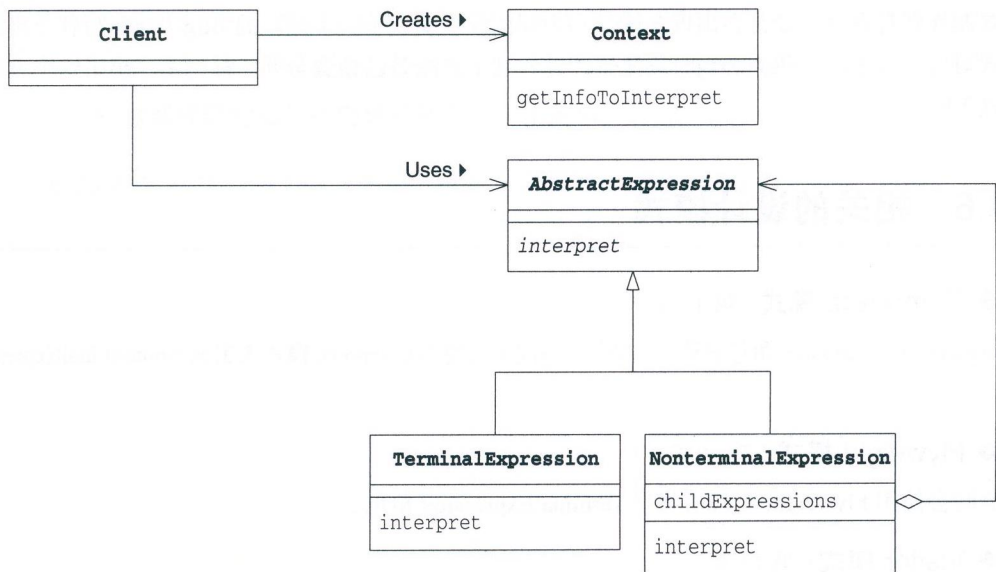 Client
Creates ▶
Context
getInfoToInterpret
Uses ▶
AbstractExpression
interpret
TerminalExpression
interpret
NonterminalExpression
childExpressions
interpret